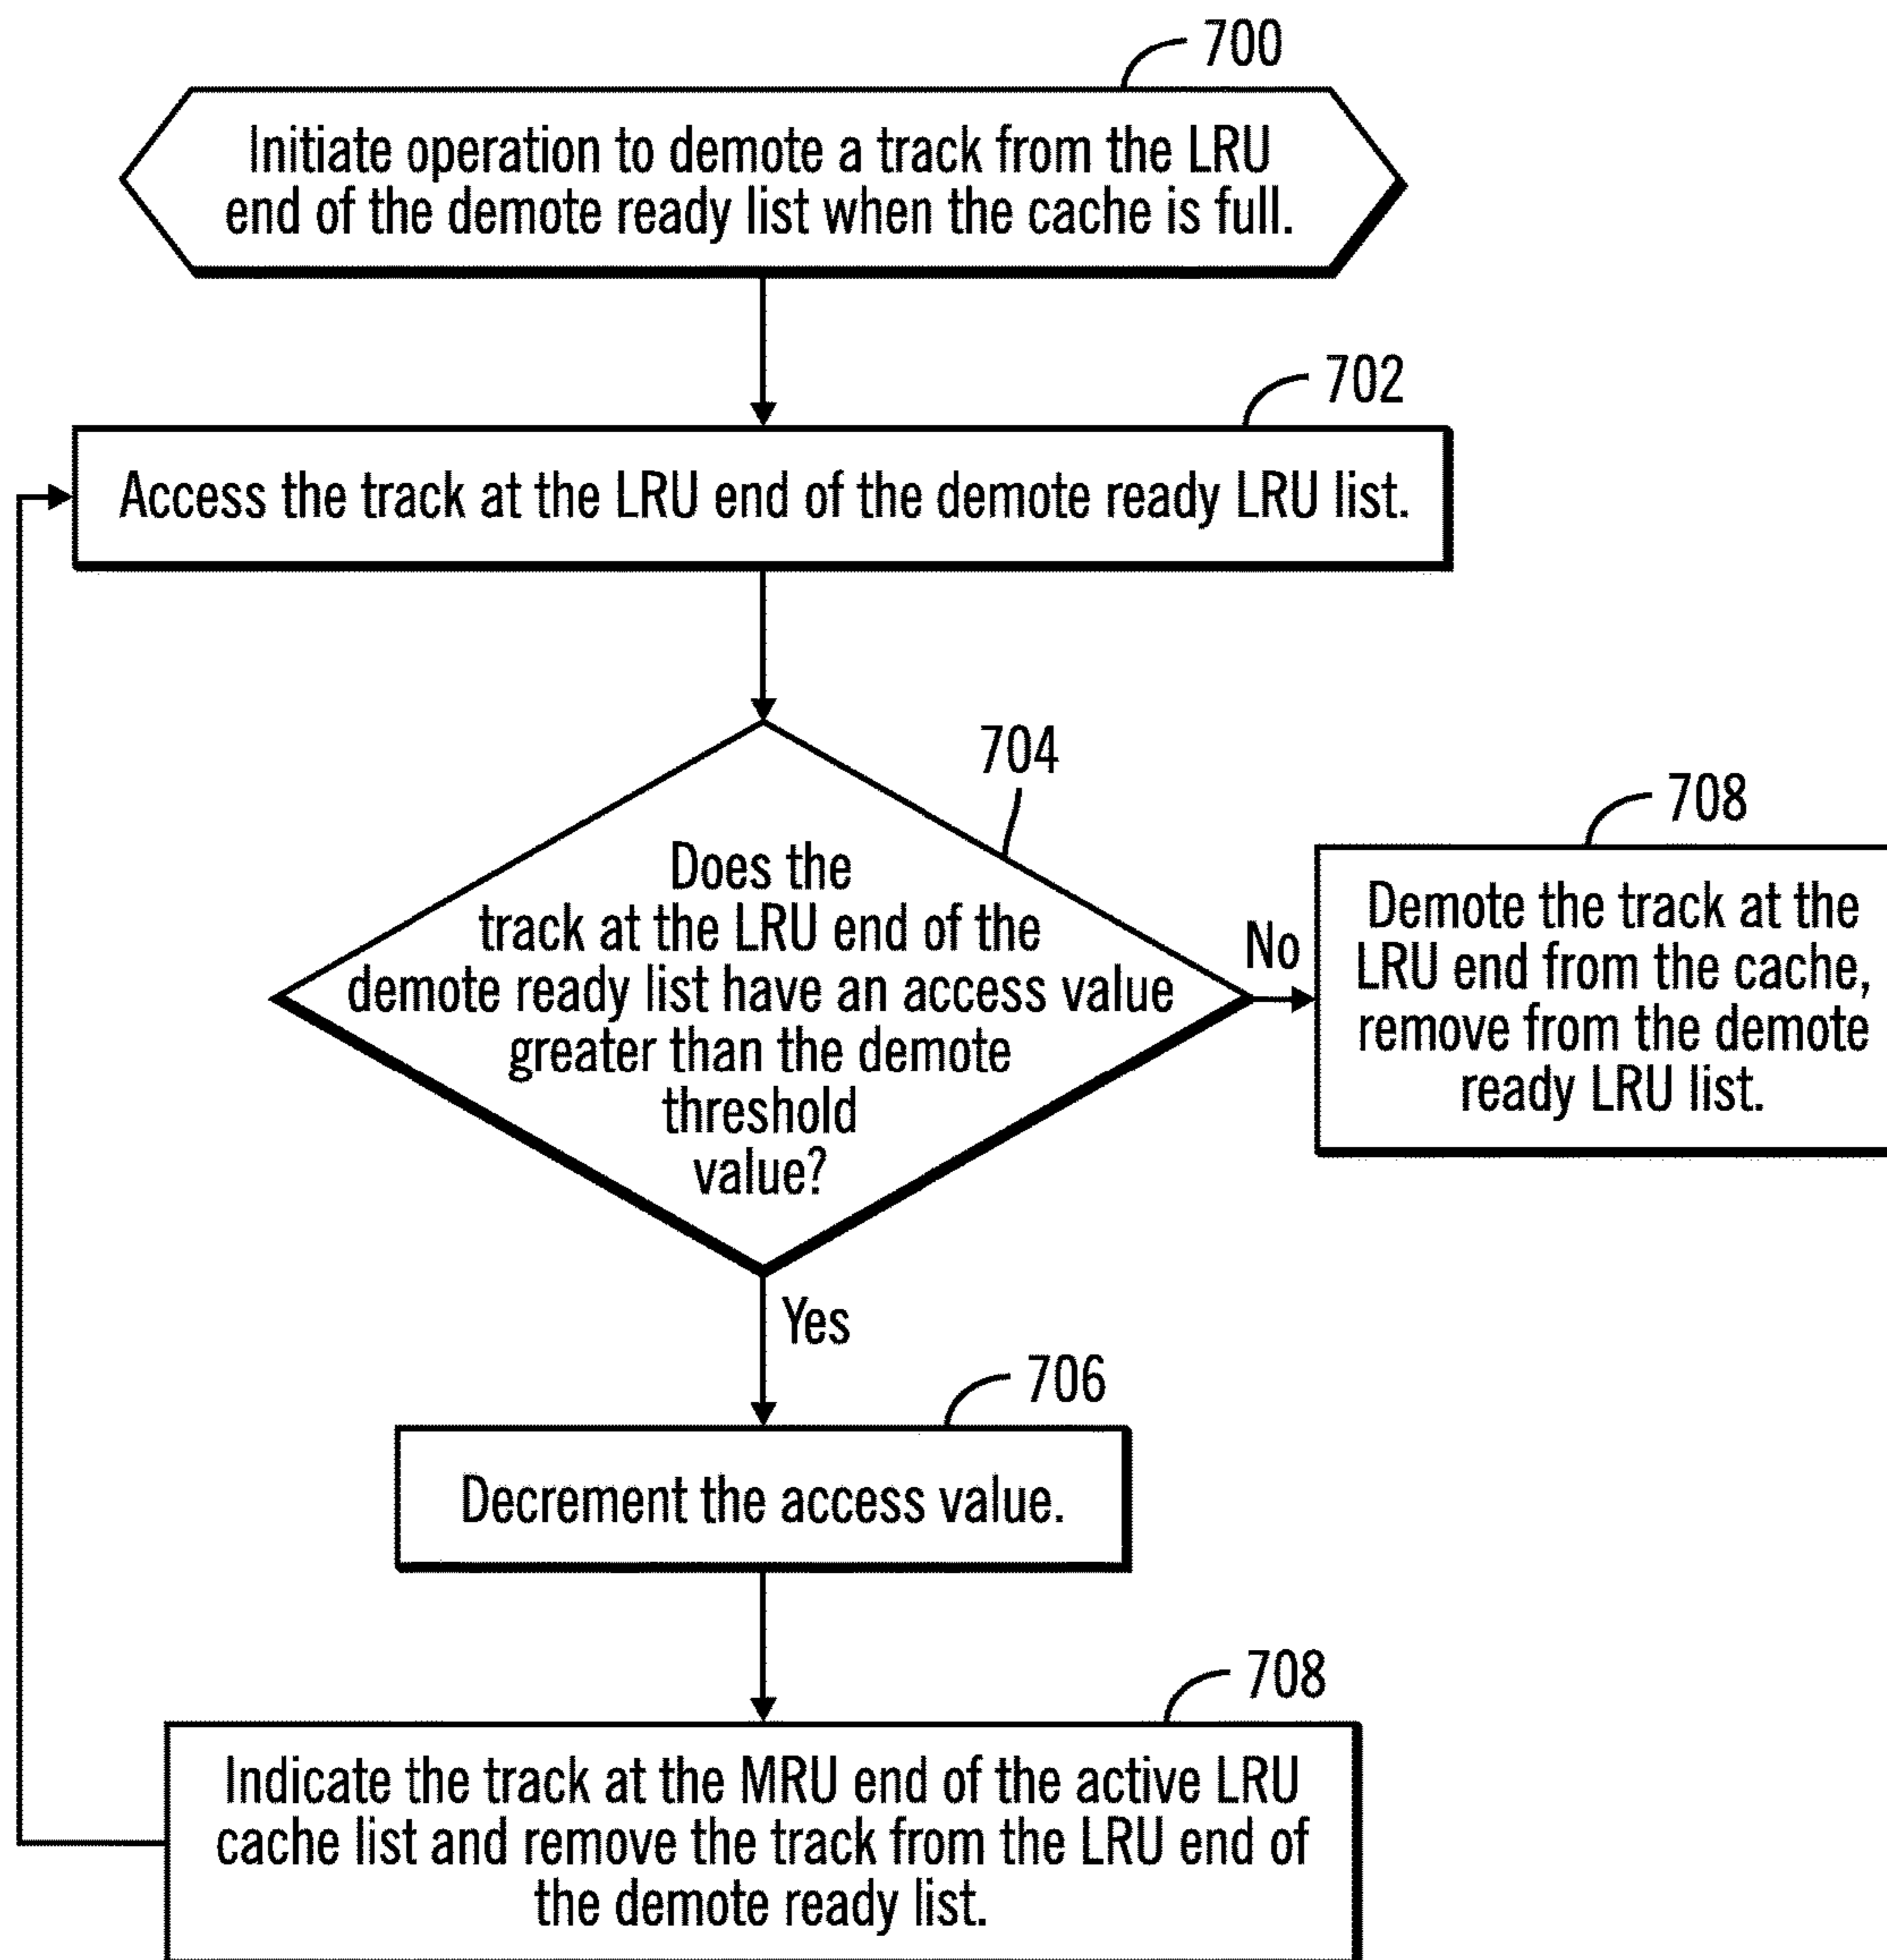 700
Initiate operation to demote a track from the LRU
end of the demote ready list when the cache is full.
702
Access the track at the LRU end of the demote ready LRU list.
704
Does the
track at the LRU end of the
demote ready list have an access value
greater than the demote
threshold
value?
No
708
Demote the track at the
LRU end from the cache,
remove from the demote
ready LRU list.
Yes
706
Decrement the access value.
708
Indicate the track at the MRU end of the active LRU
cache list and remove the track from the LRU end of
the demote ready list.